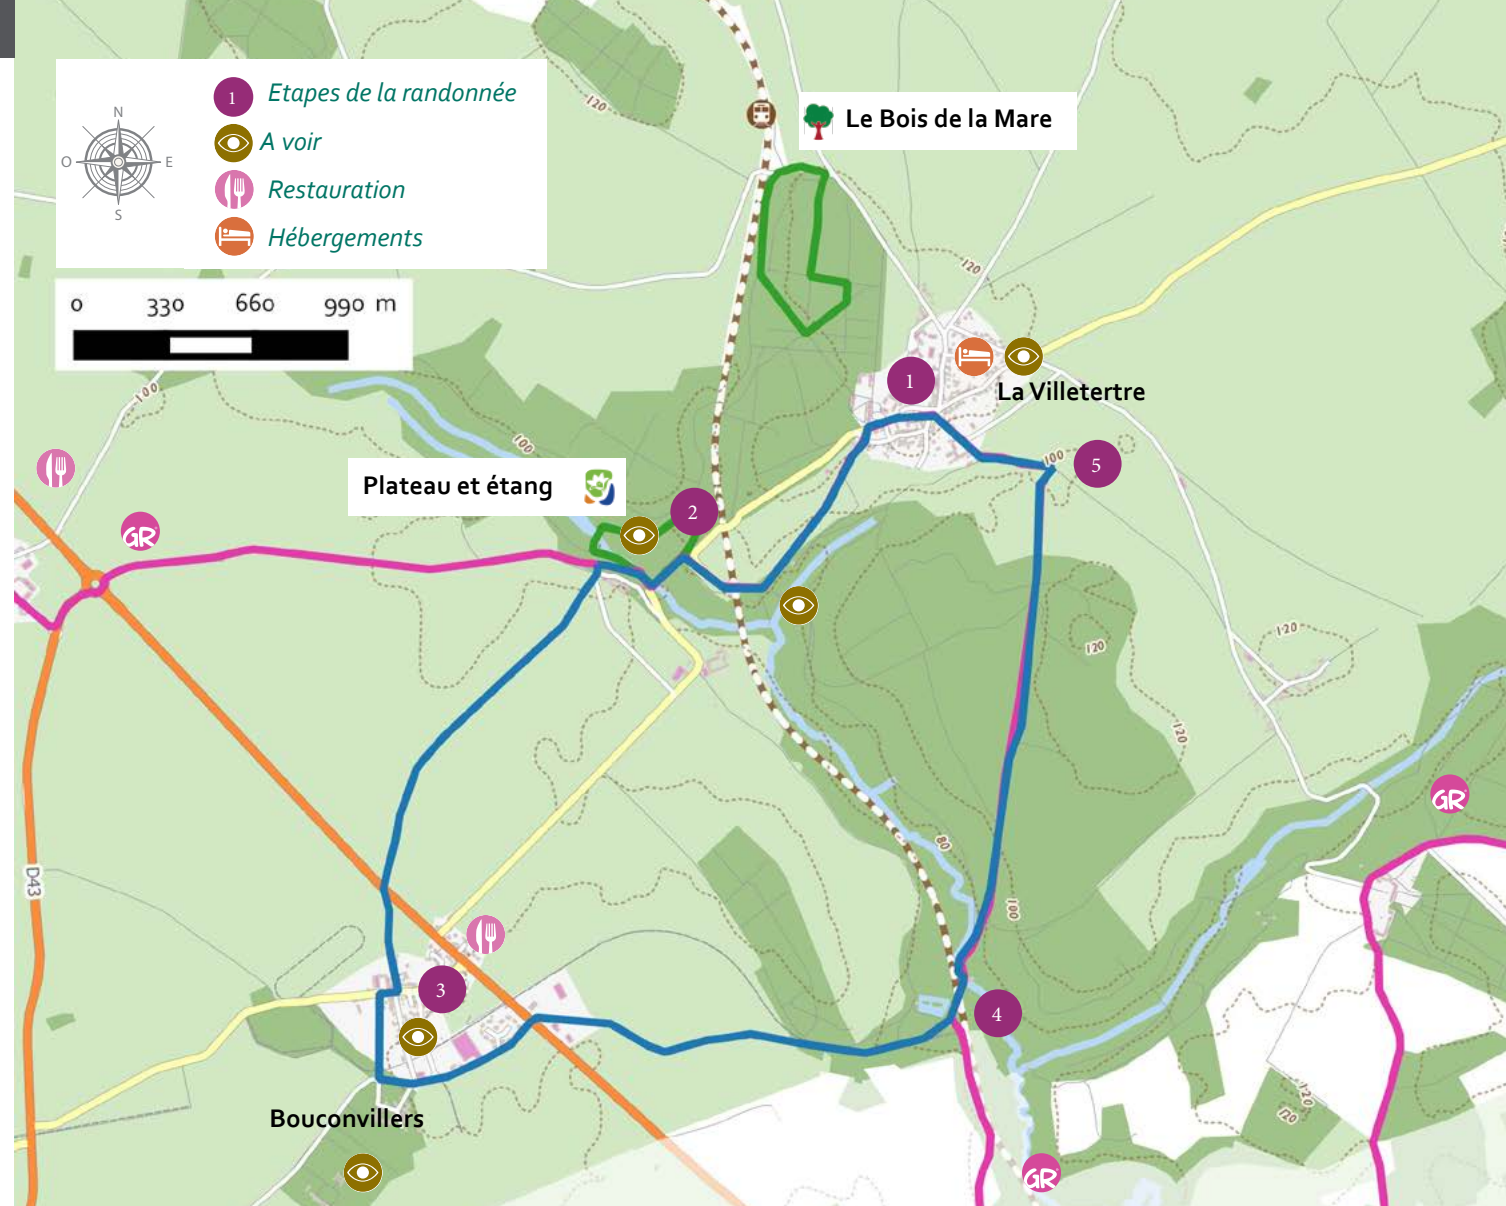 N
O
E
S
1 Etapes de la randonnée
A voir
Restauration
Hébergements
0 330 660 990 m
Le Bois de la Mare
120
120
1
La Villetertre
100
100
100
5
Plateau et étang
2
GR
120
120
120
GR
80
100
D43
3
4
Bouconvillers
120
120
GR